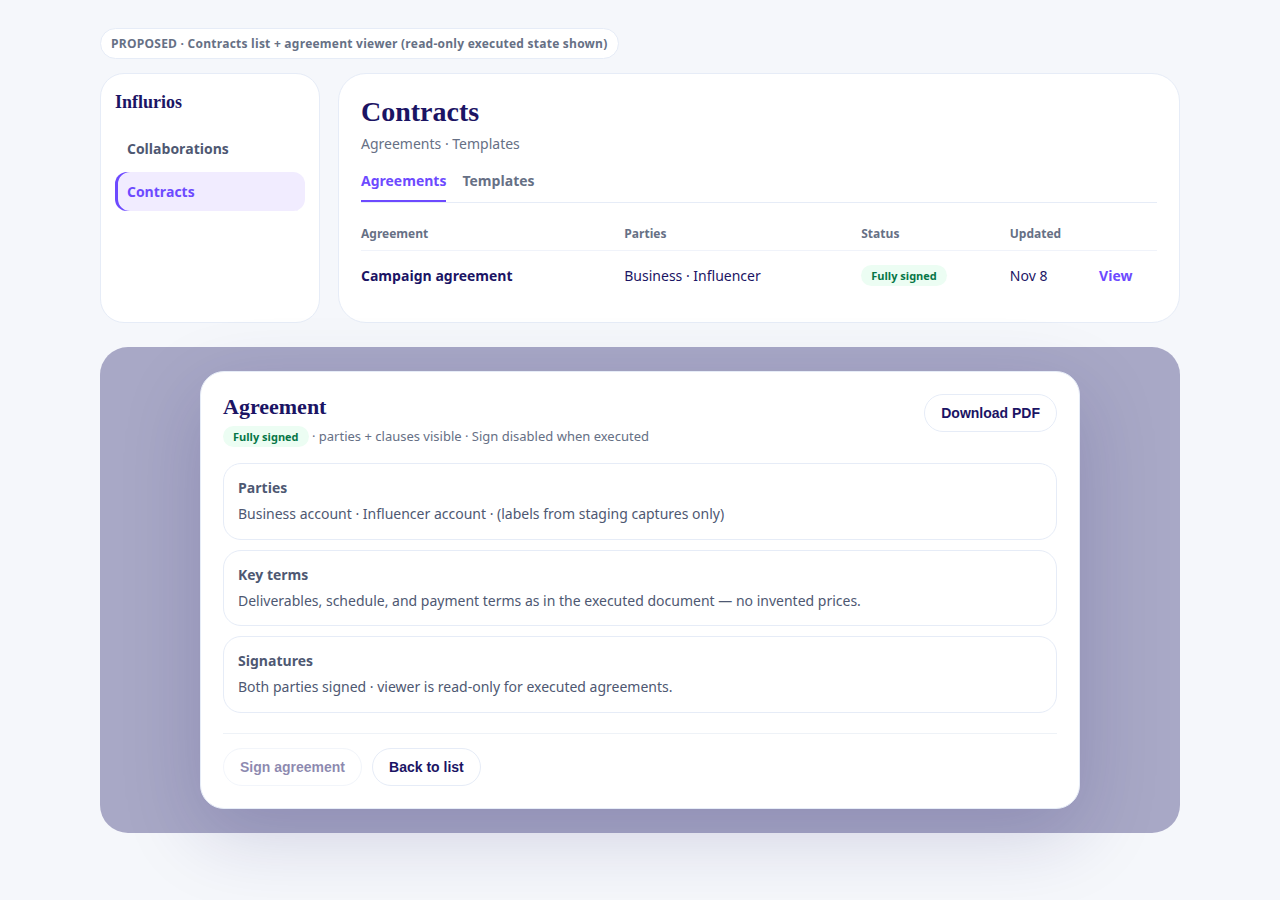 PROPOSED · Contracts list + agreement viewer (read-only executed state shown)
Influrios
Collaborations
Contracts
Contracts
Agreements · Templates
Agreements Templates
Agreement Parties Status Updated
Campaign agreement Business · Influencer Fully signed Nov 8 View
Agreement
Download PDF
Fully signed · parties + clauses visible · Sign disabled when executed
Parties
Business account · Influencer account · (labels from staging captures only)
Key terms
Deliverables, schedule, and payment terms as in the executed document — no invented prices.
Signatures
Both parties signed · viewer is read-only for executed agreements.
Sign agreement Back to list